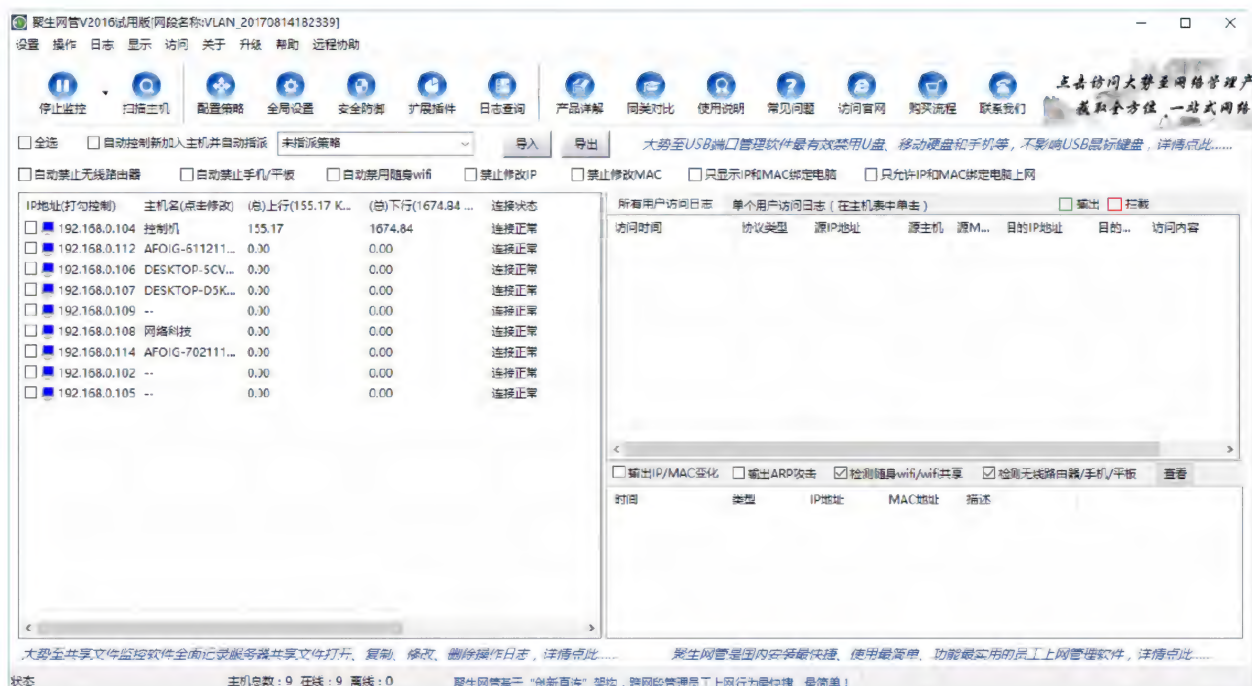 聚生网管V2016试用版[网段名称:VLAN_20170814182339]
设置 操作 日志 显示 访问 关于 升级 帮助 远程协助
停止监控 扫描主机 配置策略 全局设置 安全防御 扩展插件 日志查询 产品详解 同类对比 使用说明 常见问题 访问官网 购买流程 联系我们
点击访问大势至网络管理产
获取全方位、一站式网络
全选 自动控制新加入主机并自动指派 未指派策略 导入 导出 大势至USB端口管理软件最有效禁用U盘、移动硬盘和手机等，不影响USB鼠标键盘，详情点此......
自动禁止无线路由器 自动禁止手机/平板 自动禁用随身wifi 禁止修改IP 禁止修改MAC 只显示IP和MAC绑定电脑 只允许IP和MAC绑定电脑上网
IP地址(打勾控制) 主机名(点击修改) (总)上行(155.17 K... (总)下行(1674.84 ... 连接状态
192.168.0.104 控制机 155.17 1674.84 连接正常
192.168.0.112 AFOIG-611211... 0.00 0.00 连接正常
192.168.0.106 DESKTOP-5CV... 0.00 0.00 连接正常
192.168.0.107 DESKTOP-D5K... 0.00 0.00 连接正常
192.168.0.109 -- 0.00 0.00 连接正常
192.168.0.108 网络科技 0.00 0.00 连接正常
192.168.0.114 AFOIG-702111... 0.00 0.00 连接正常
192.168.0.102 -- 0.00 0.00 连接正常
192.168.0.105 -- 0.00 0.00 连接正常
所有用户访问日志 单个用户访问日志（在主机表中单击） 输出 拦截
访问时间 协议类型 源IP地址 源主机 源M... 目的IP地址 目的... 访问内容
输出IP/MAC变化 输出ARP攻击 检测随身wifi/wifi共享 检测无线路由器/手机/平板 查看
时间 类型 IP地址 MAC地址 描述
大势至共享文件监控软件全面记录服务器共享文件打开、复制、修改、删除操作日志，详情点此...... 聚生网管是国内安装最快捷、使用最简单、功能最实用的员工上网管理软件，详情点此......
状态 主机总数：9 在线：9 离线：0 聚生网管基于“创新直连”架构，跨网段管理员工上网行为最快捷、最简单！